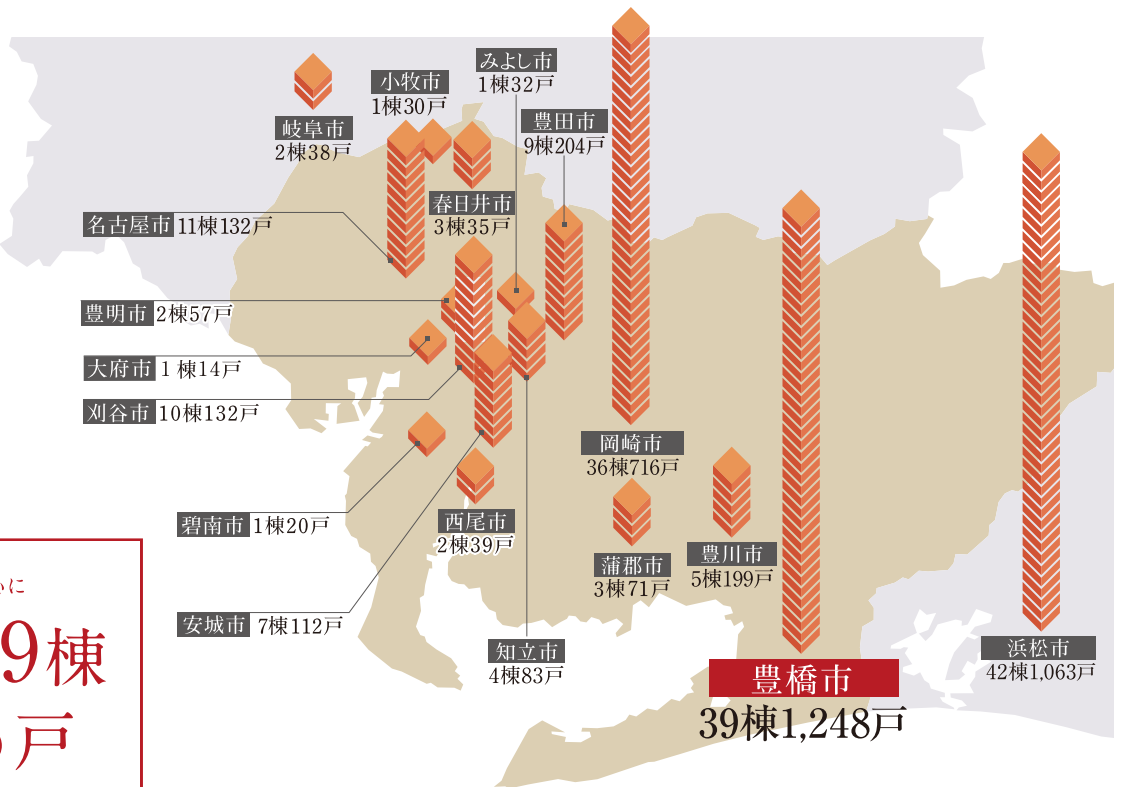 みよし市
1棟32戸
小牧市
1棟30戸
岐阜市
2棟38戸
豊田市
9棟204戸
春日井市
3棟35戸
名古屋市 11棟132戸
豊明市 2棟57戸
大府市 1棟14戸
刈谷市 10棟132戸
岡崎市
36棟716戸
碧南市 1棟20戸
西尾市
2棟39戸
蒲郡市
3棟71戸
豊川市
5棟199戸
安城市 7棟112戸
知立市
4棟83戸
浜松市
42棟1,063戸
豊橋市
39棟1,248戸
に
9棟
戸